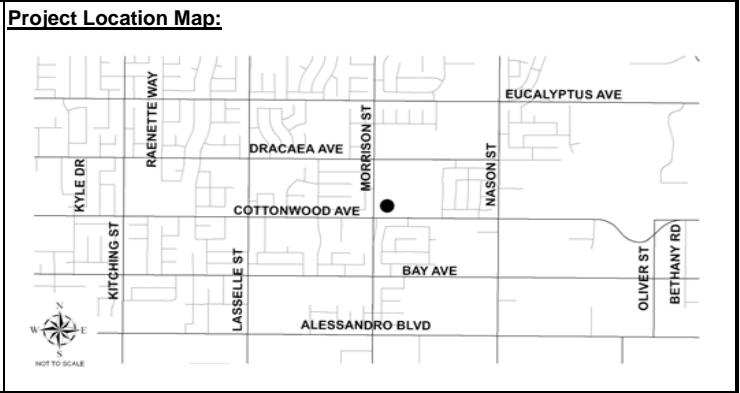 Project Location Map:
EUCALYPTUS AVE
RAENETTE WAY
MORRISON ST
DRACAEA AVE
NASON ST
KYLE DR
COTTONWOOD AVE
KITCHING ST
LASSELLE ST
OLIVER ST
BETHANY RD
BAY AVE
ALESSANDRO BLVD
N
W E
S
NOT TO SCALE